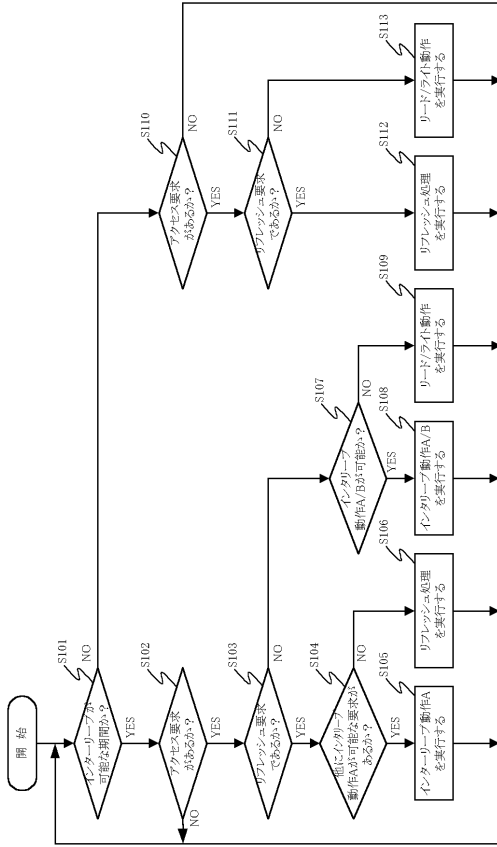 開 始
S101
インターリーブが
可能な期間か？
NO
YES
S102
アクセス要求
があるか？
NO
YES
S103
リフレッシュ要求
であるか？
NO
YES
S104
他にインタリーブ
動作Aが可能な要求が
あるか？
NO
YES
S105
インターリーブ動作A
を実行する
S106
リフレッシュ処理
を実行する
S107
インタリーブ
動作A/Bが可能か？
NO
YES
S108
インタリーブ動作A/B
を実行する
S109
リード/ライト動作
を実行する
S110
アクセス要求
があるか？
NO
YES
S111
リフレッシュ要求
であるか？
NO
YES
S112
リフレッシュ処理
を実行する
S113
リード/ライト動作
を実行する